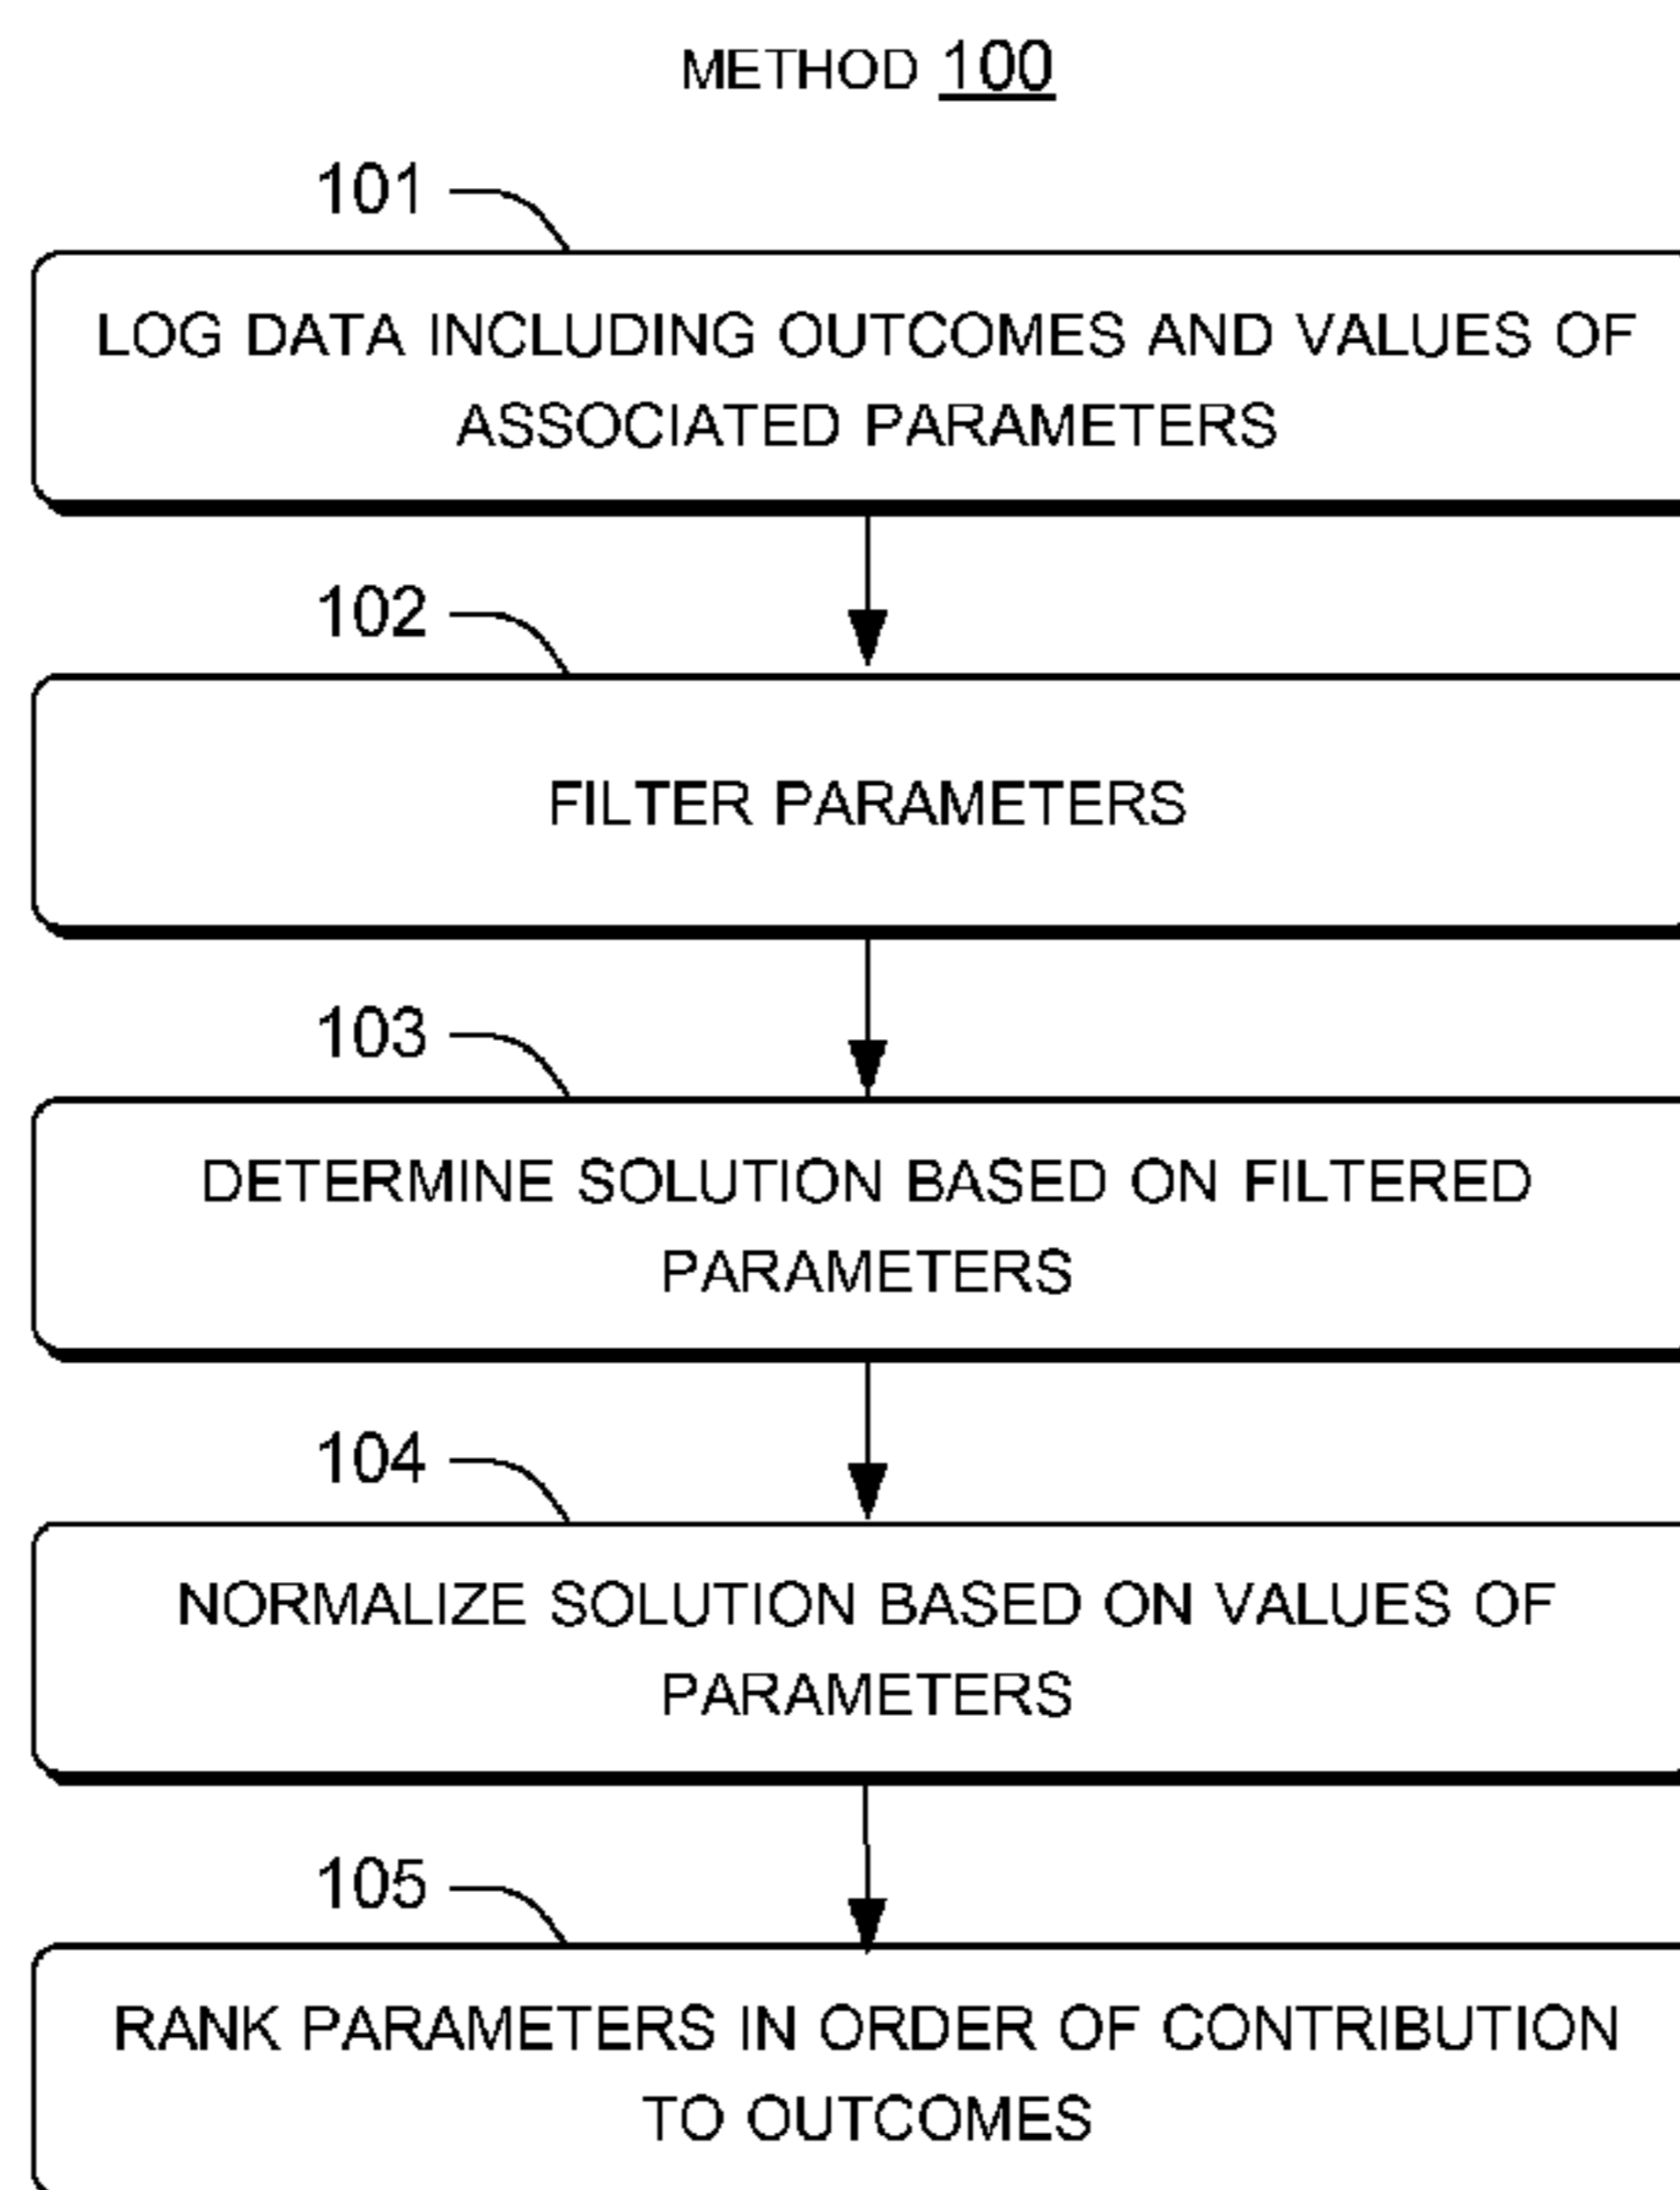 METHOD 100
101
LOG DATA INCLUDING OUTCOMES AND VALUES OF
ASSOCIATED PARAMETERS
102
FILTER PARAMETERS
103
DETERMINE SOLUTION BASED ON FILTERED
PARAMETERS
104
NORMALIZE SOLUTION BASED ON VALUES OF
PARAMETERS
105
RANK PARAMETERS IN ORDER OF CONTRIBUTION
TO OUTCOMES